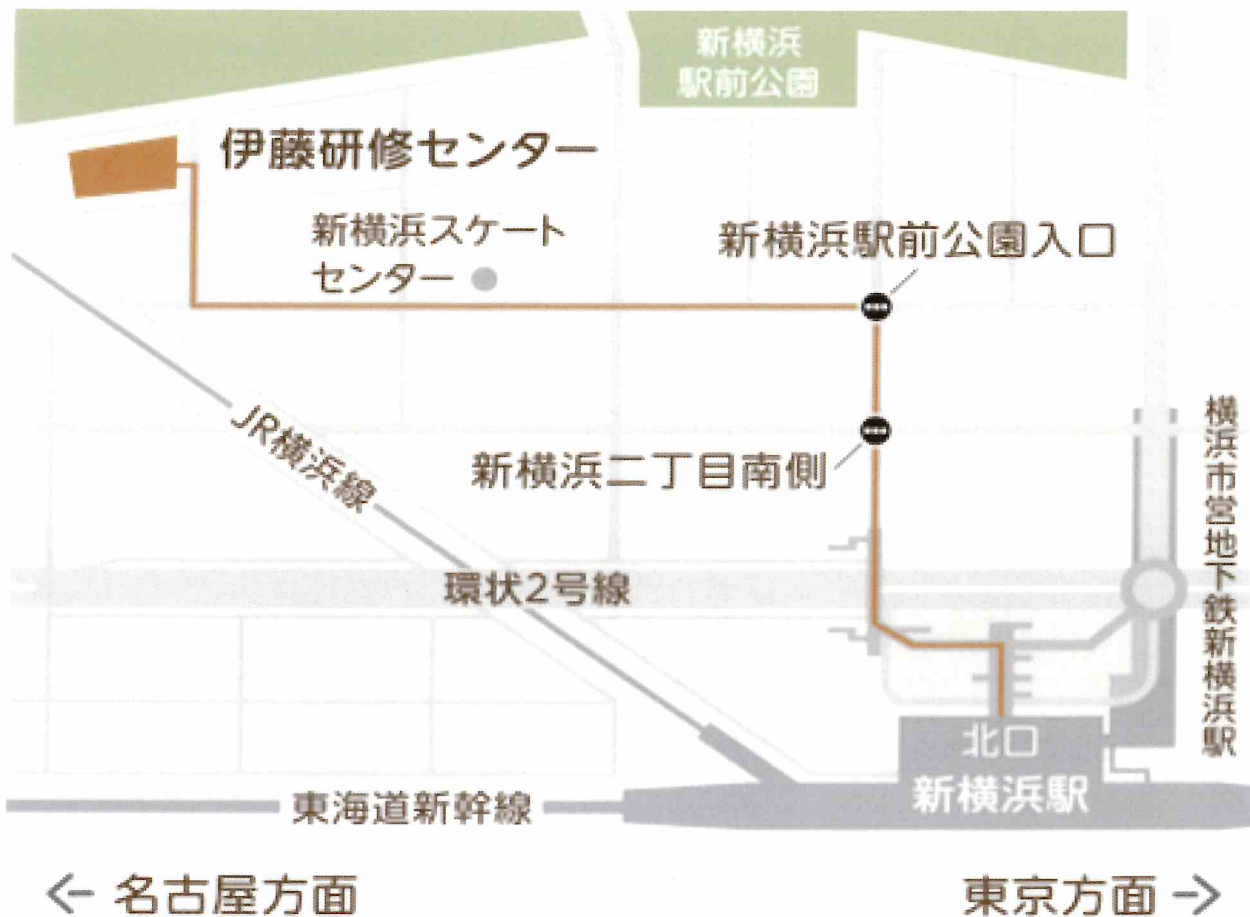 新横浜
駅前公園
伊藤研修センター
新横浜スケート
センター
新横浜駅前公園入口
JR横浜線
新横浜二丁目南側
横浜市営地下鉄新横浜駅
環状2号線
北口
新横浜駅
東海道新幹線
← 名古屋方面
東京方面 →